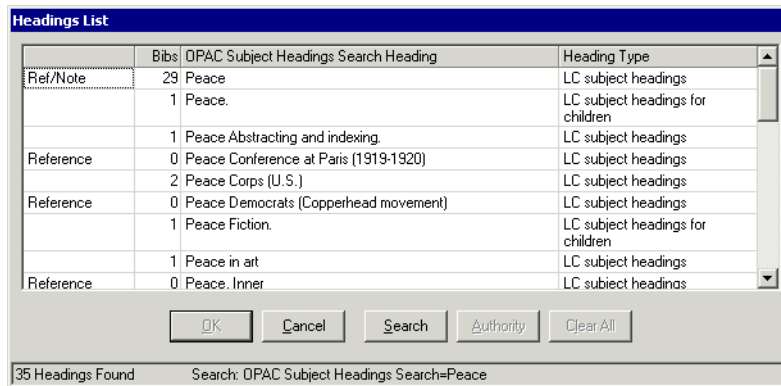 Headings List
Bibs OPAC Subject Headings Search Heading Heading Type
Ref/Note 29 Peace LC subject headings
1 Peace. LC subject headings for
children
1 Peace Abstracting and indexing. LC subject headings
Reference 0 Peace Conference at Paris (1919-1920) LC subject headings
2 Peace Corps (U.S.) LC subject headings
Reference 0 Peace Democrats (Copperhead movement) LC subject headings
1 Peace Fiction. LC subject headings for
children
1 Peace in art LC subject headings
Reference 0 Peace, Inner LC subject headings
OK Cancel Search Authority Clear All
35 Headings Found Search: OPAC Subject Headings Search=Peace